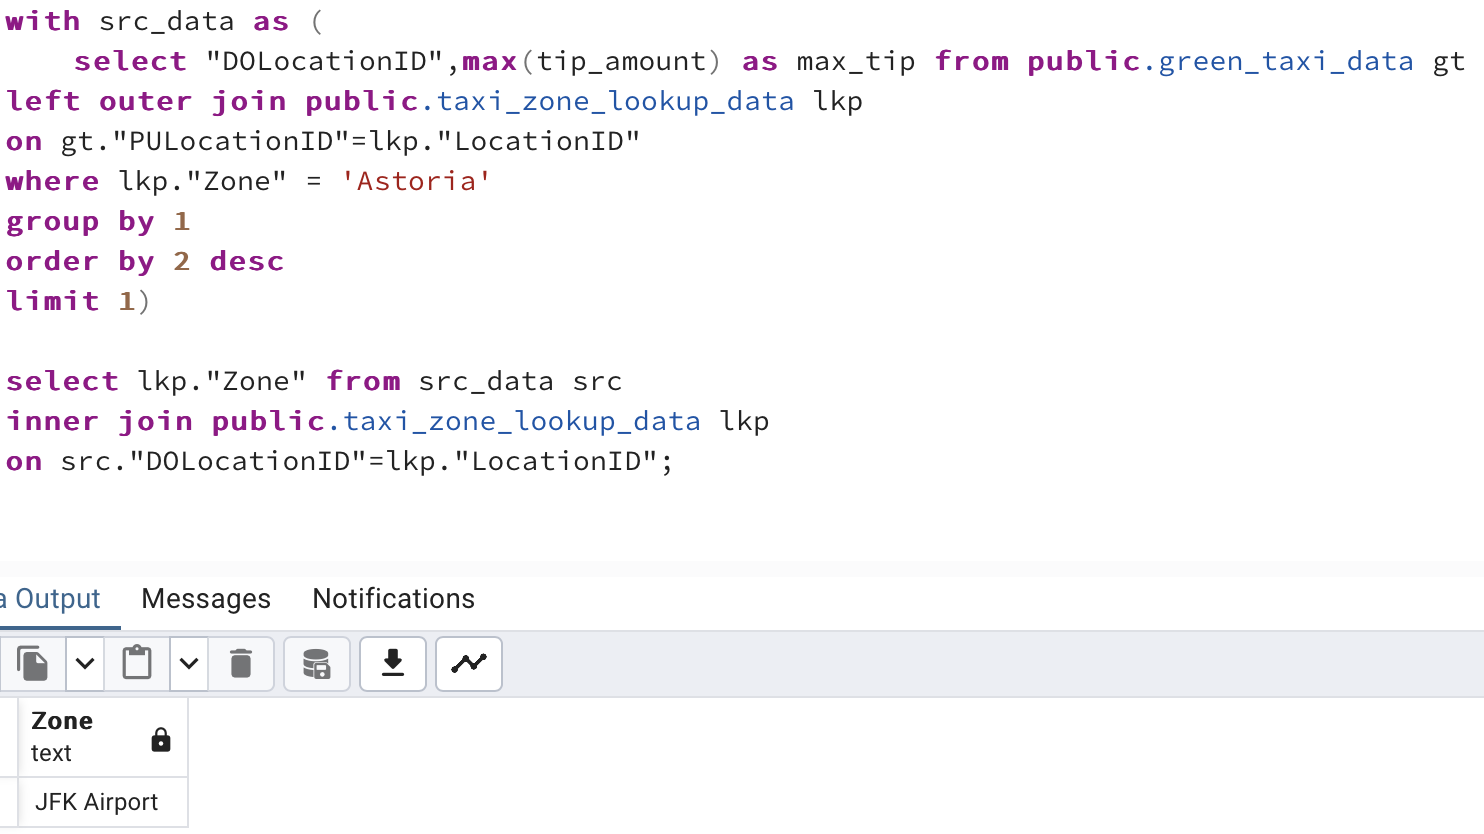 with src_data as (
select "DOLocationID",max(tip_amount) as max_tip from public.green_taxi_data gt
left outer join public.taxi_zone_lookup_data lkp
on gt."PULocationID"=lkp."LocationID"
where lkp."Zone" = 'Astoria'
group by 1
order by 2 desc
limit 1)
select lkp."Zone" from src_data src
inner join public.taxi_zone_lookup_data lkp
on src."DOLocationID"=lkp."LocationID";
a Output Messages Notifications
Zone
text
JFK Airport